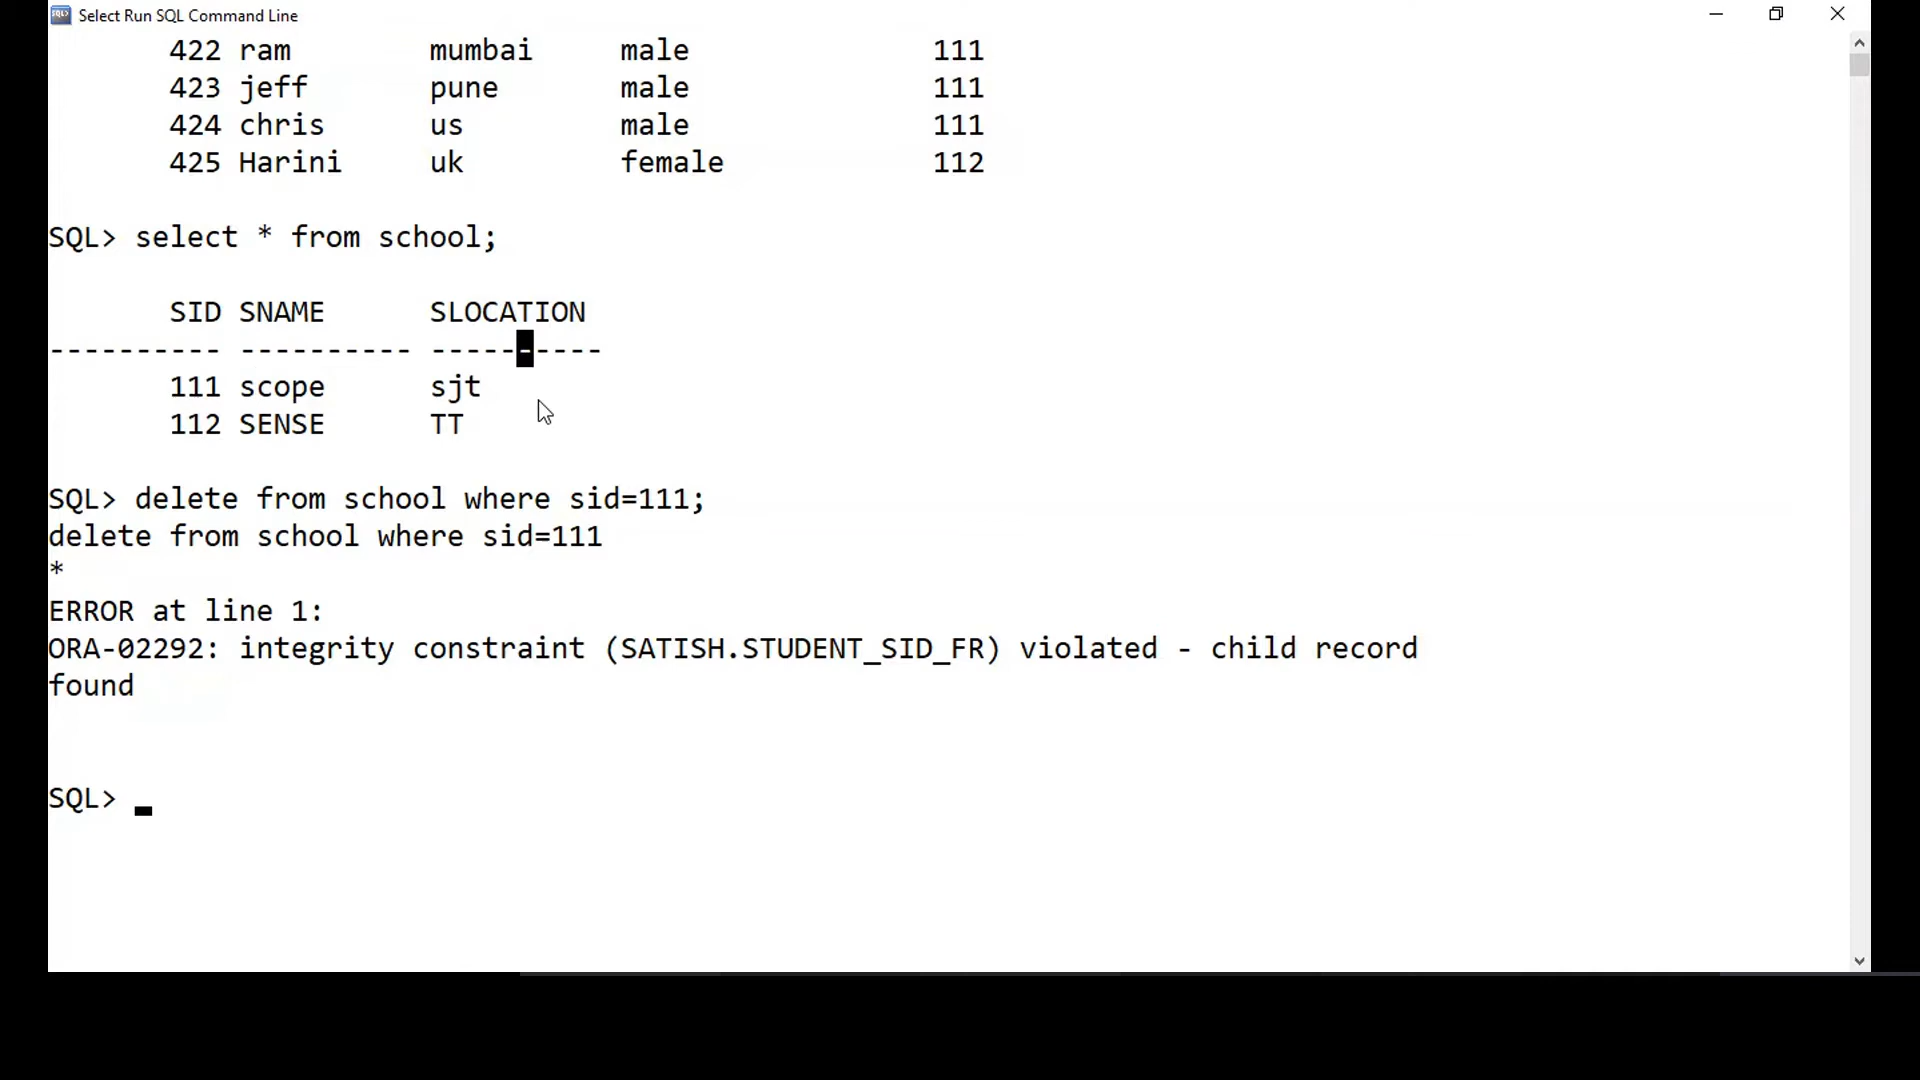 Select Run SQL Command Line
422 ram mumbai male 111
423 jeff pune male 111
424 chris us male 111
425 Harini uk female 112
SQL> select * from school;
SID SNAME SLOCATION
---------- ---------- ----------
111 scope sjt
112 SENSE TT
SQL> delete from school where sid=111;
delete from school where sid=111
*
ERROR at line 1:
ORA-02292: integrity constraint (SATISH.STUDENT_SID_FR) violated - child record
found
SQL>